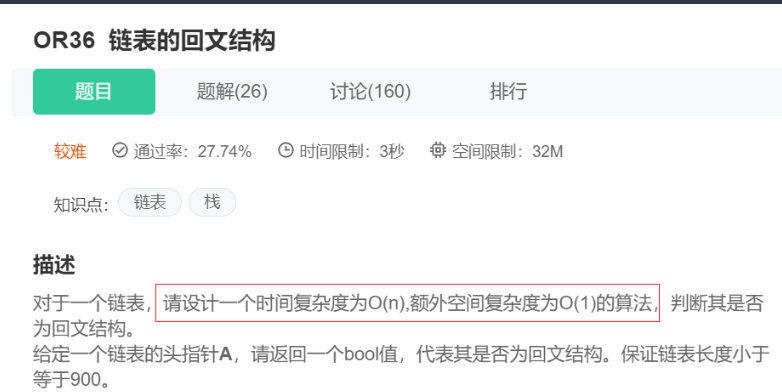 OR36 链表的回文结构
题目 题解(26) 讨论(160) 排行
较难 通过率：27.74% 时间限制：3秒 空间限制：32M
知识点： 链表 栈
描述
对于一个链表，请设计一个时间复杂度为O(n),额外空间复杂度为O(1)的算法，判断其是否
为回文结构。
给定一个链表的头指针A，请返回一个bool值，代表其是否为回文结构。保证链表长度小于
等于900。